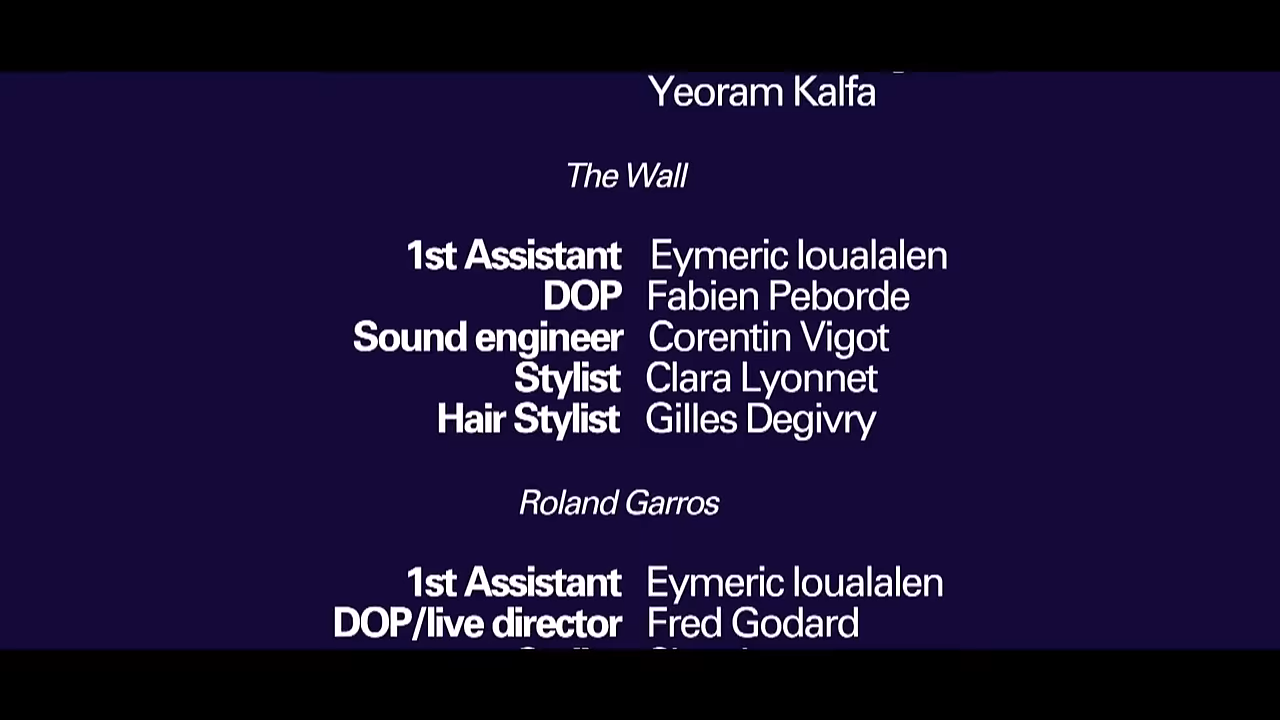 Yeoram Kalfa
The Wall
1st Assistant Eymeric Ioualalen
DOP Fabien Peborde
Sound engineer Corentin Vigot
Stylist Clara Lyonnet
Hair Stylist Gilles Degivry
Roland Garros
1st Assistant Eymeric Ioualalen
DOP/live director Fred Godard